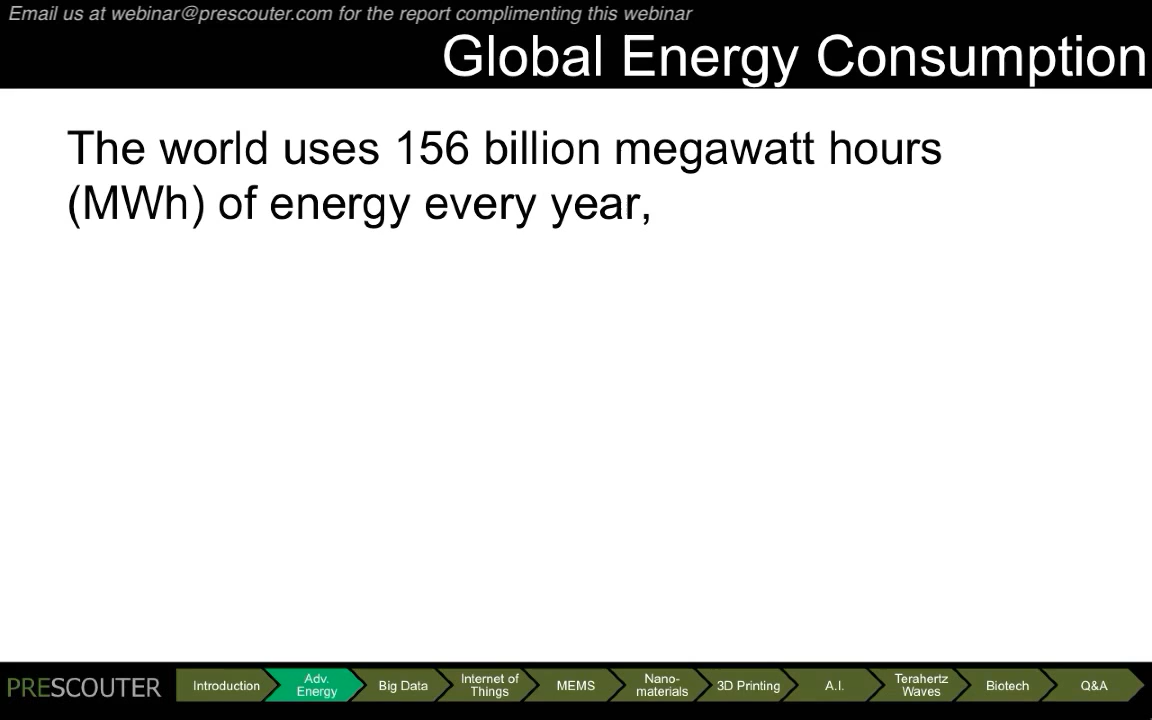 Email us at webinar@prescouter.com for the report complimenting this webinar
Global Energy Consumption
The world uses 156 billion megawatt hours
(MWh) of energy every year,
PRESCOUTER
Introduction
Adv.
Energy
Big Data
Internet of
Things
MEMS
Nano-
materials
3D Printing
A.I.
Terahertz
Waves
Biotech
Q&A